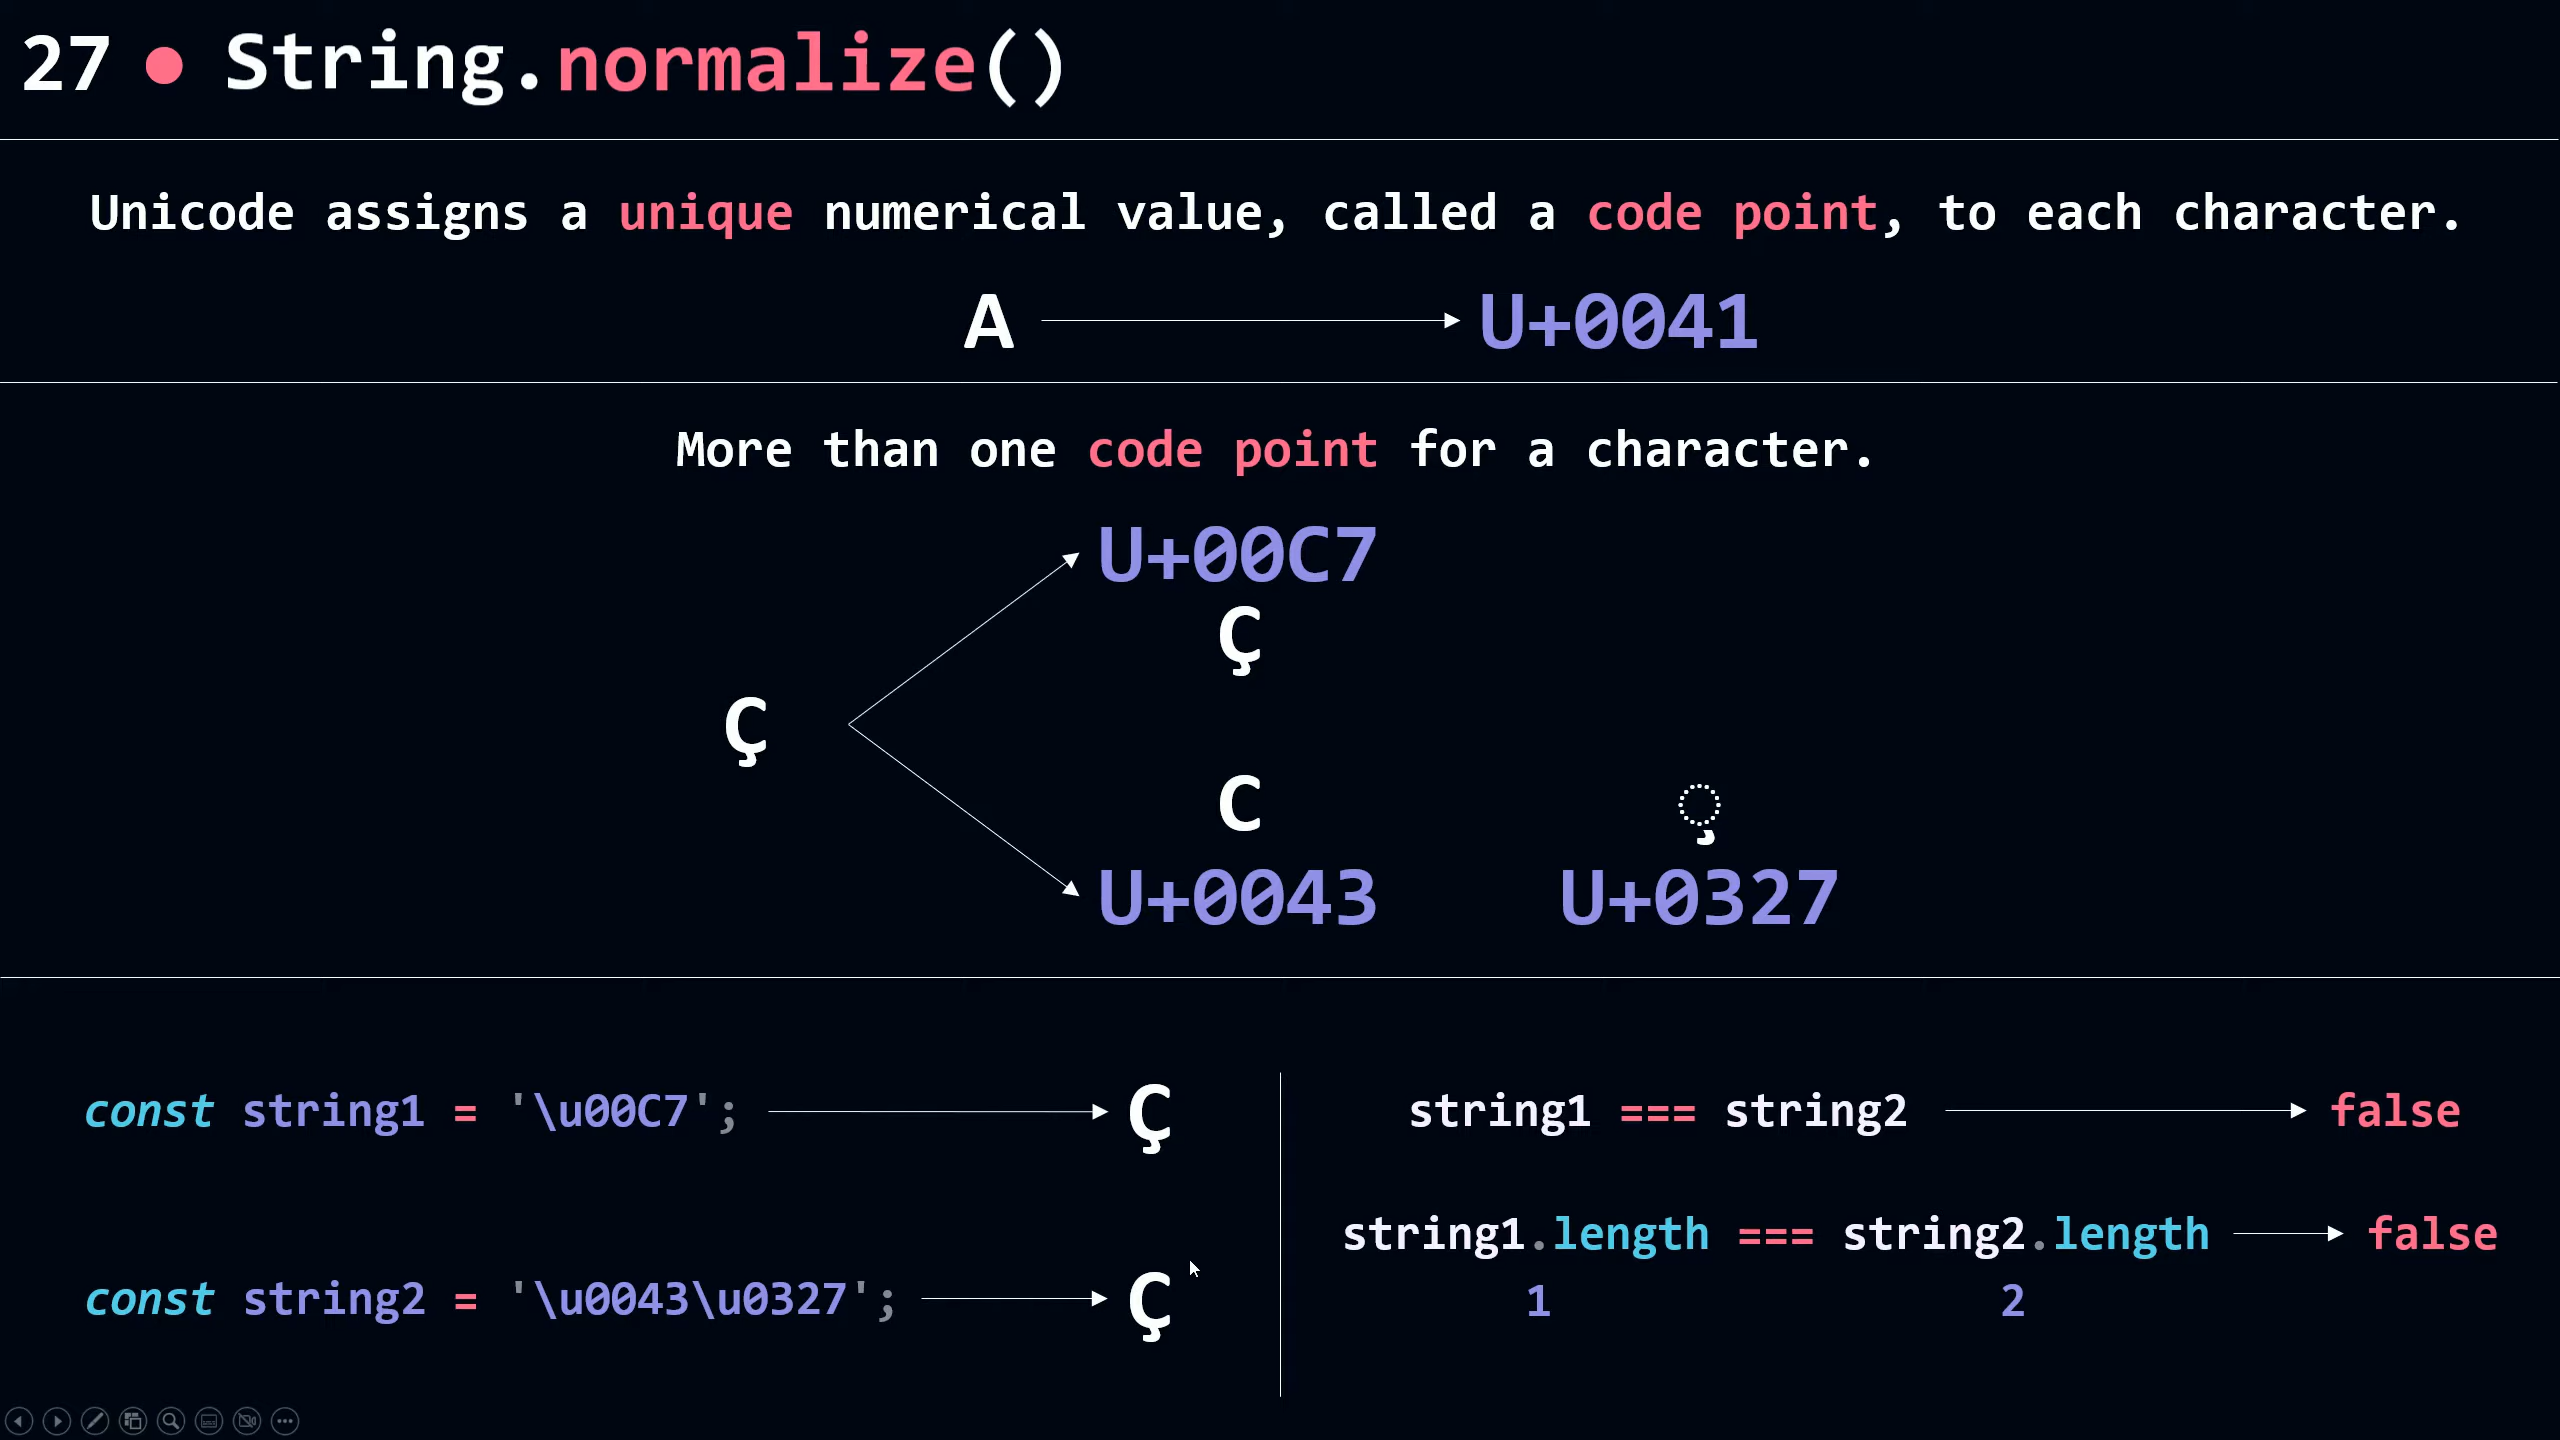 27 ● String.normalize()
Unicode assigns a unique numerical value, called a code point, to each character.
A U+0041
More than one code point for a character.
U+00C7
Ç
Ç
C ◌̧
U+0043 U+0327
const string1 = '\u00C7'; Ç
const string2 = '\u0043\u0327'; Ç
string1 === string2 false
string1.length === string2.length false
1 2